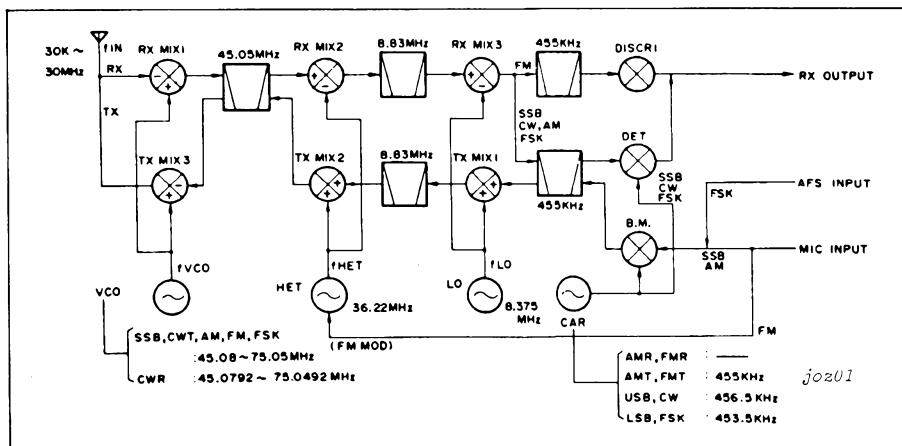 30K ~
30MHz
fIN
RX
TX
RX MIX1
45.05MHz
RX MIX2
8.83MHz
RX MIX3
FM
455KHz
DISCRI
RX OUTPUT
SSB
CW, AM
FSK
DET
TX MIX3
TX MIX2
8.83MHz
TX MIX1
455KHz
SSB
CW
FSK
AFS INPUT
FSK
B.M.
MIC INPUT
SSB
AM
fVCO
fHET
fLO
VCO
HET
36.22MHz
LO
8.375
MHz
CAR
FM
(FM MOD)
SSB, CWT, AM, FM, FSK
:45.08~75.05MHz
CWR :45.0792~75.0492 MHz
AMR, FMR : —
AMT, FMT : 455KHz
USB, CW : 456.5KHz
LSB, FSK : 453.5KHz
joz01